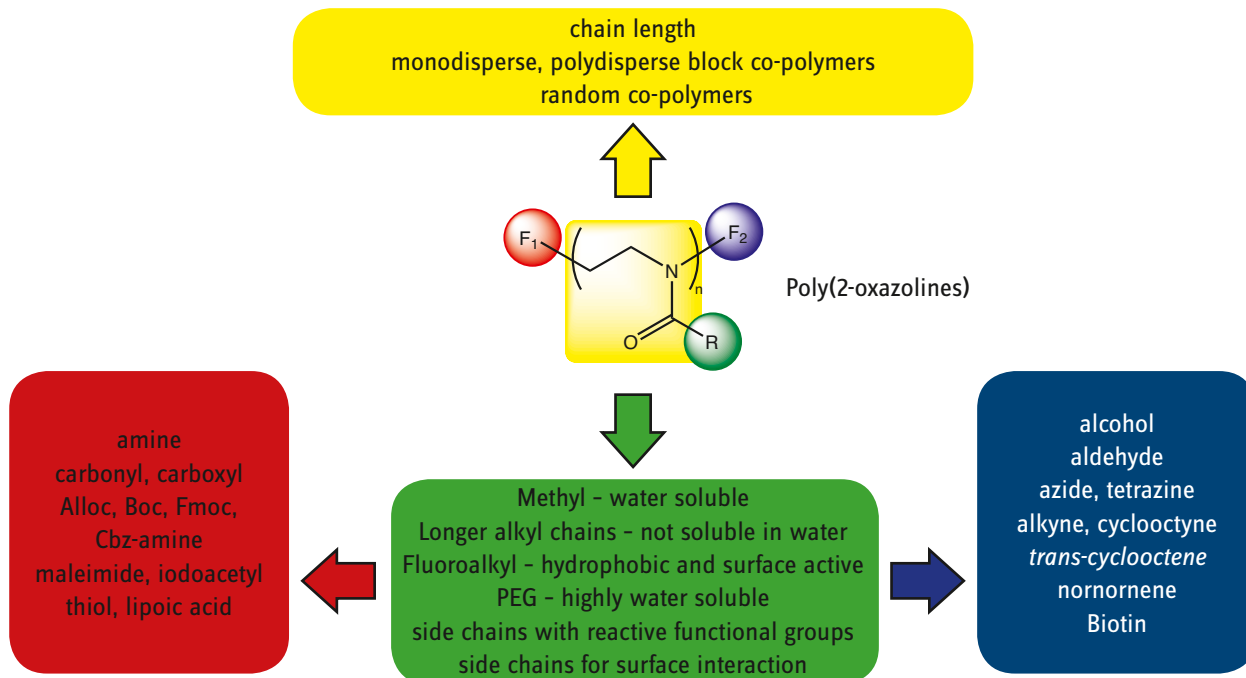 chain length
monodisperse, polydisperse block co-polymers
random co-polymers
F₁
F₂
N
n
O
R
Poly(2-oxazolines)
amine
carbonyl, carboxyl
Alloc, Boc, Fmoc,
Cbz-amine
maleimide, iodoacetyl
thiol, lipoic acid
Methyl – water soluble
Longer alkyl chains – not soluble in water
Fluoroalkyl – hydrophobic and surface active
PEG – highly water soluble
side chains with reactive functional groups
side chains for surface interaction
alcohol
aldehyde
azide, tetrazine
alkyne, cyclooctyne
trans-cyclooctene
nornornene
Biotin